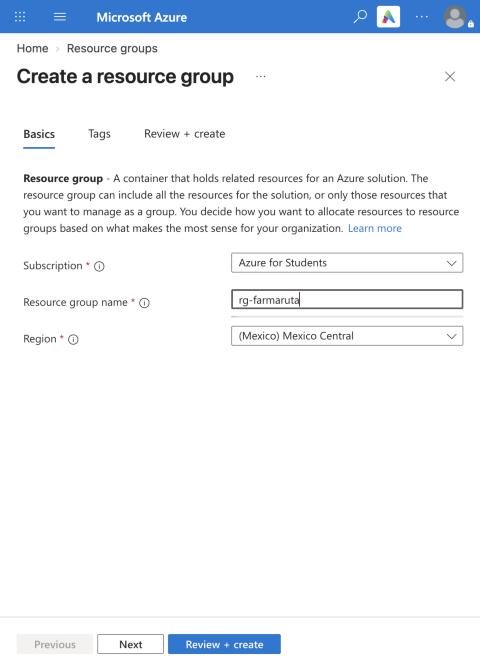 Microsoft Azure
Home > Resource groups
Create a resource group ...
Basics Tags Review + create
Resource group - A container that holds related resources for an Azure solution. The
resource group can include all the resources for the solution, or only those resources that
you want to manage as a group. You decide how you want to allocate resources to resource
groups based on what makes the most sense for your organization. Learn more
Subscription * Azure for Students
Resource group name * rg-farmaruta
Region * (Mexico) Mexico Central
Previous Next Review + create